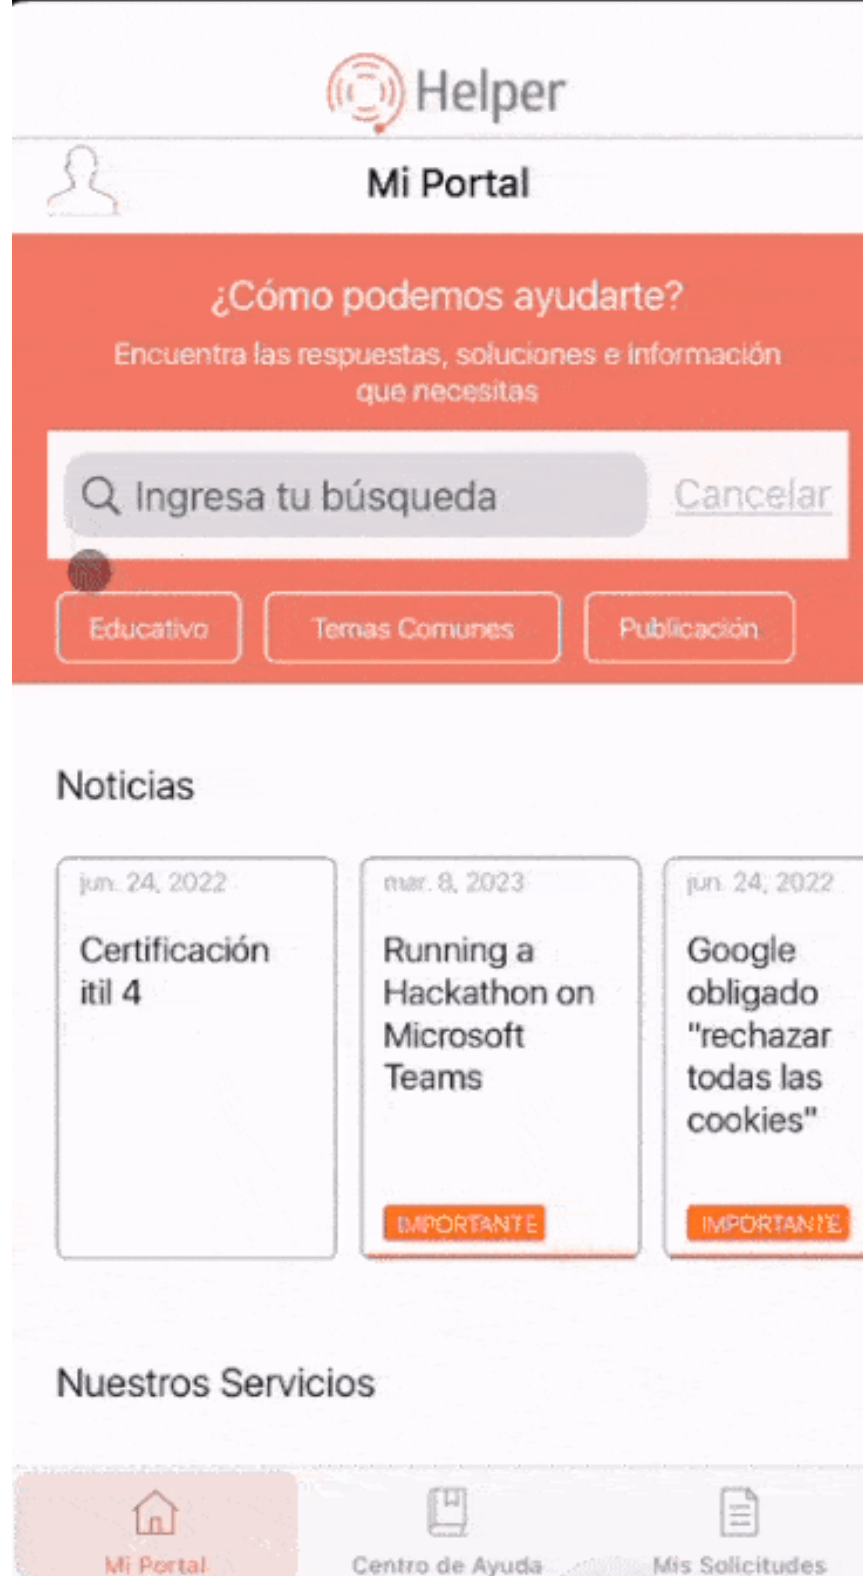 Helper
Mi Portal
¿Cómo podemos ayudarte?
Encuentra las respuestas, soluciones e información
que necesitas
Ingresa tu búsqueda Cancelar
Educativo Temas Comunes Publicación
Noticias
jun. 24, 2022 mar. 8, 2023 jun. 24, 2022
Certificación Running a Google
itil 4 Hackathon on obligado
Microsoft "rechazar
Teams todas las
cookies"
IMPORTANTE IMPORTANTE
Nuestros Servicios
Mi Portal Centro de Ayuda Mis Solicitudes